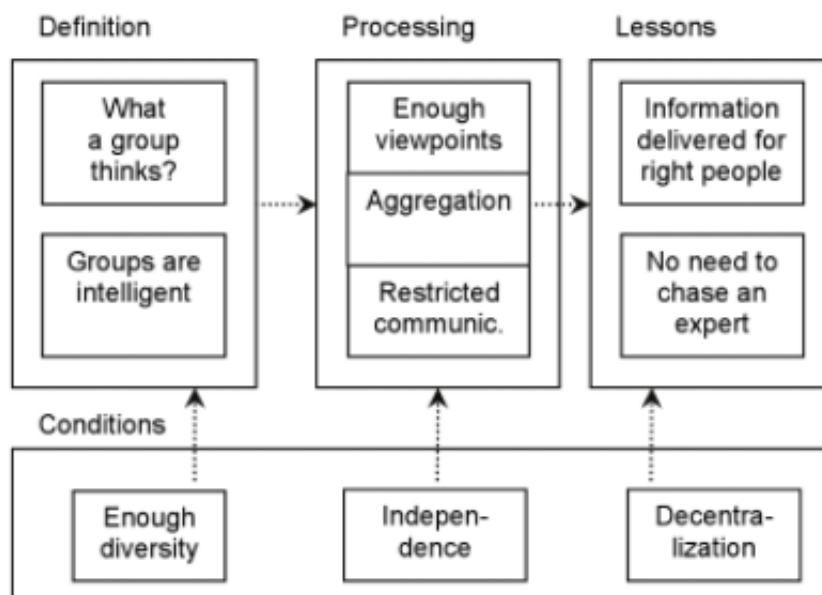 Definition
What
a group
thinks?
Groups are
intelligent
Processing
Enough
viewpoints
Aggregation
Restricted
communic.
Lessons
Information
delivered for
right people
No need to
chase an
expert
Conditions
Enough
diversity
Indepen-
dence
Decentra-
lization